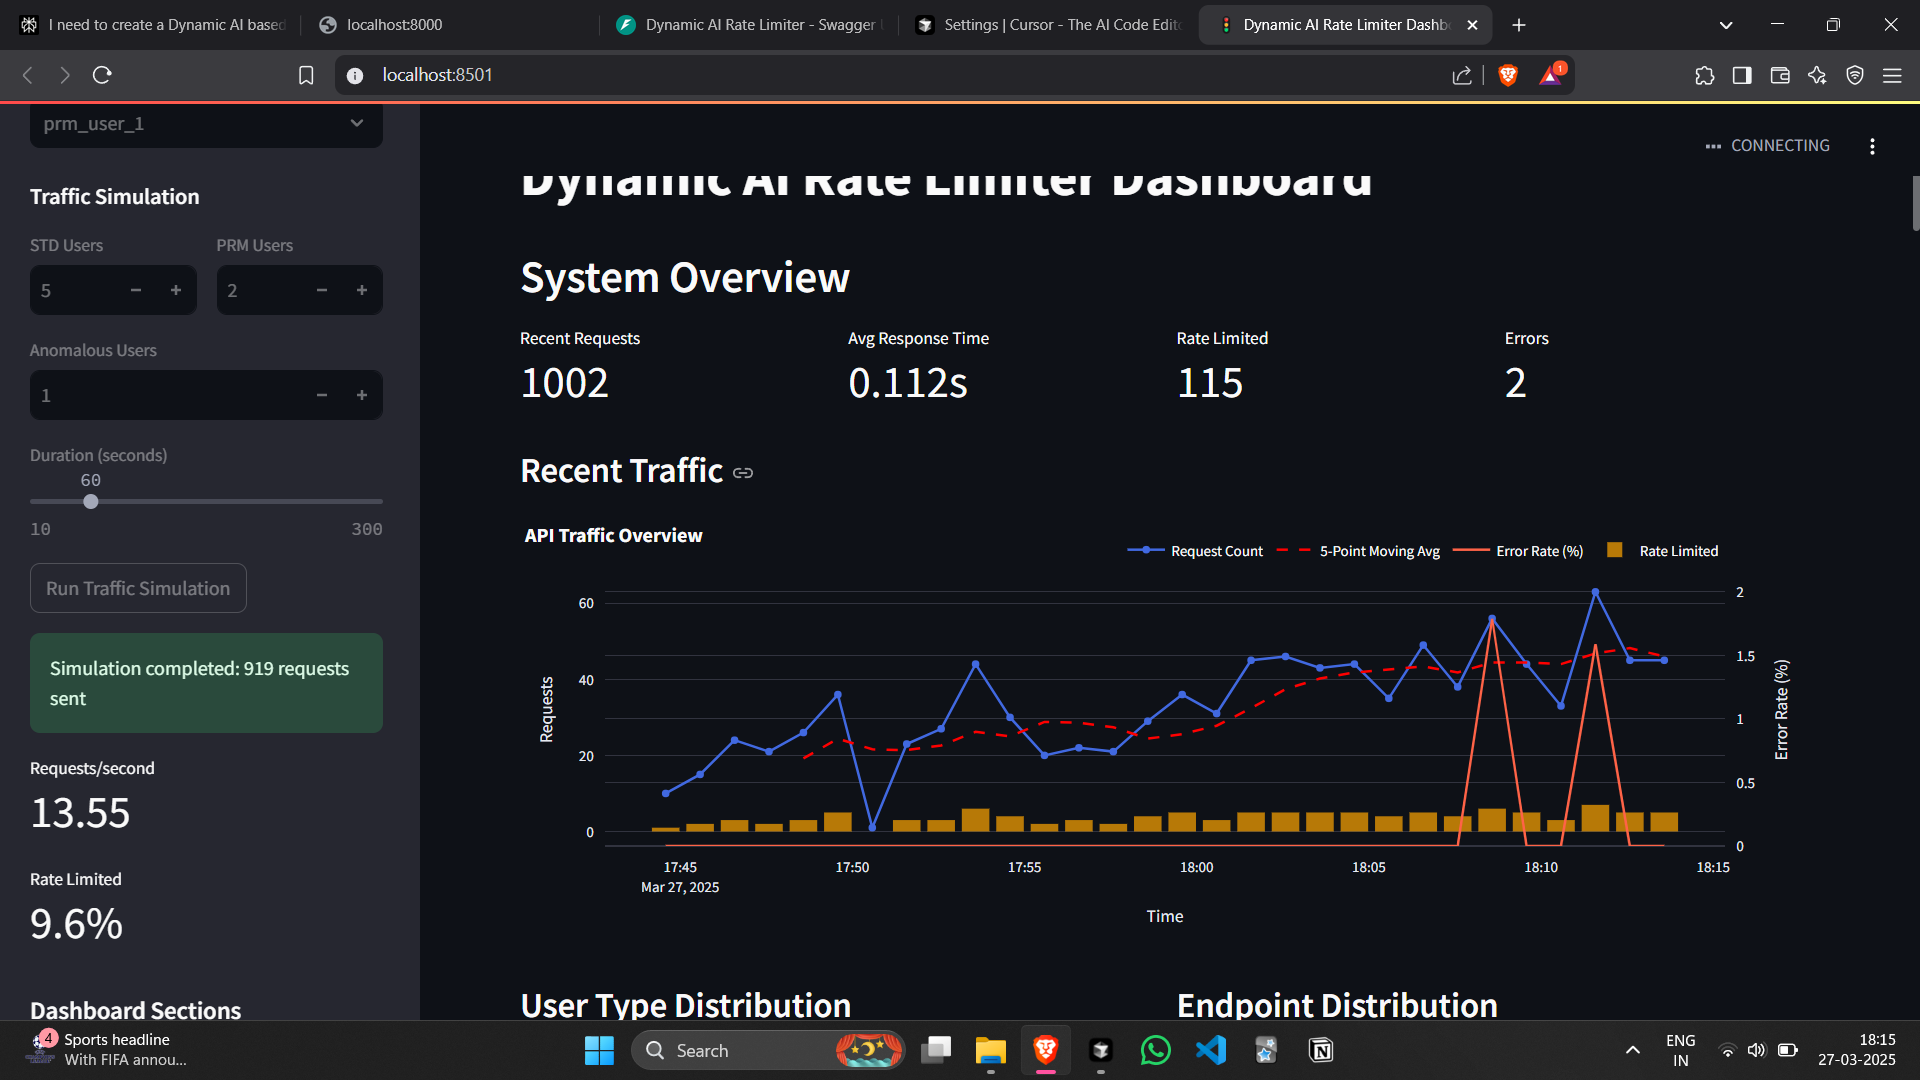 I need to create a Dynamic AI based
localhost:8000
Dynamic AI Rate Limiter - Swagger
Settings | Cursor - The AI Code Edit
Dynamic AI Rate Limiter Dashb
localhost:8501
1
prm_user_1
Traffic Simulation
STD Users
PRM Users
5
2
Anomalous Users
1
Duration (seconds)
60
10
300
Run Traffic Simulation
Simulation completed: 919 requests
sent
Requests/second
13.55
Rate Limited
9.6%
Dashboard Sections
CONNECTING
Dynamic AI Rate Limiter Dashboard
System Overview
Recent Requests
1002
Avg Response Time
0.112s
Rate Limited
115
Errors
2
Recent Traffic
API Traffic Overview
Request Count
5-Point Moving Avg
Error Rate (%)
Rate Limited
60
40
20
0
Requests
2
1.5
1
0.5
0
Error Rate (%)
17:45
Mar 27, 2025
17:50
17:55
18:00
18:05
18:10
18:15
Time
User Type Distribution
Endpoint Distribution
4
Sports headline
With FIFA annou...
Search
ENG
IN
18:15
27-03-2025